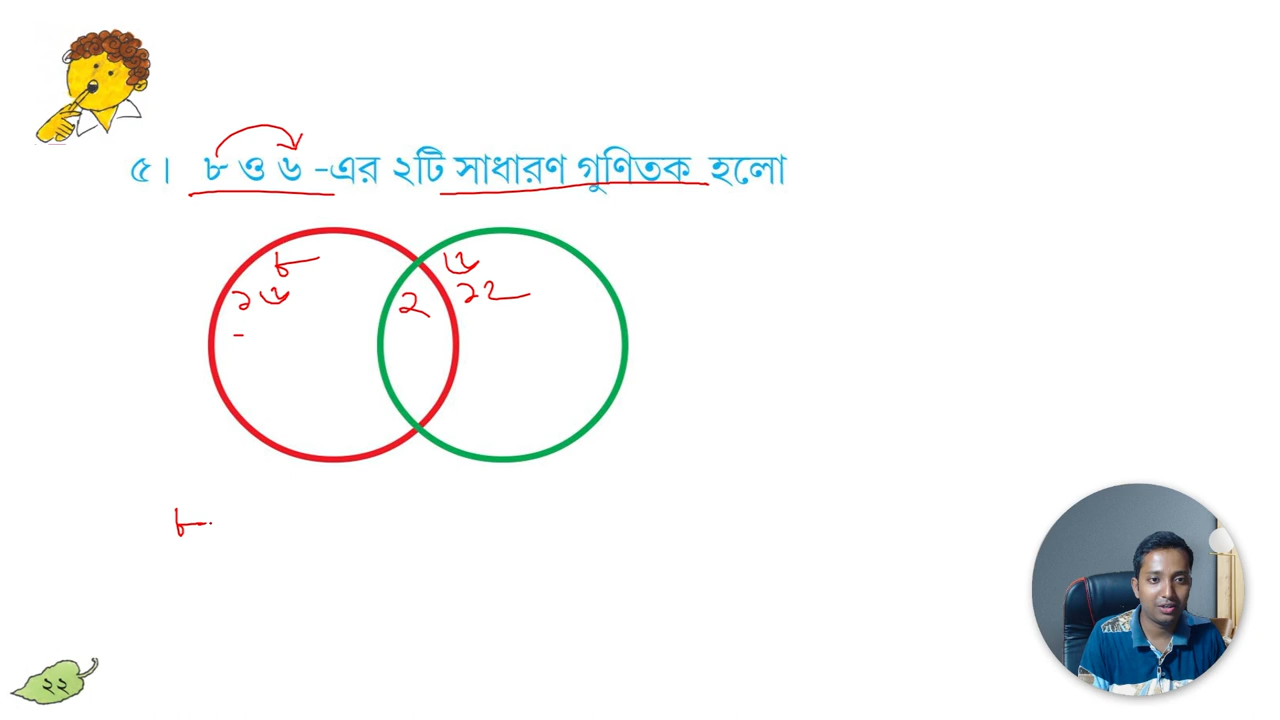 ৫। ৮ ও ৬ -এর ২টি সাধারণ গুণিতক হলো
৮ ৬
১৬ ২ ১২
৮
২২